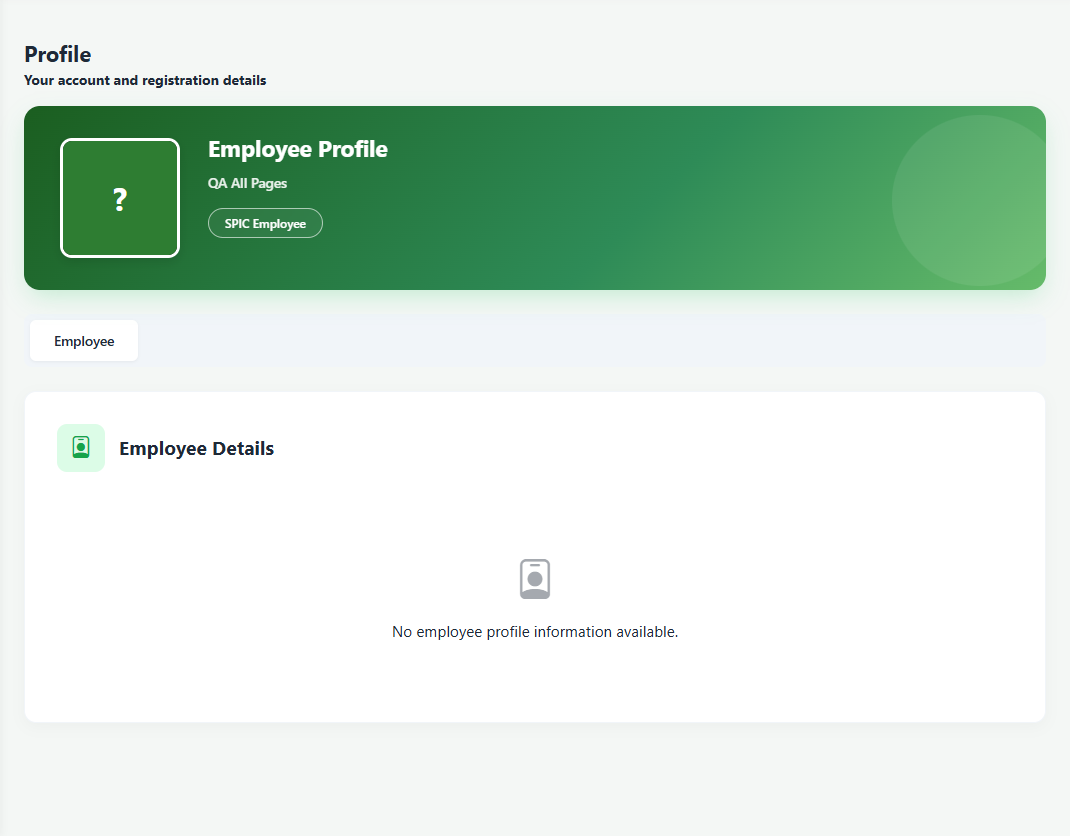 Profile
Your account and registration details
?
Employee Profile
QA All Pages
SPIC Employee
Employee
Employee Details
No employee profile information available.